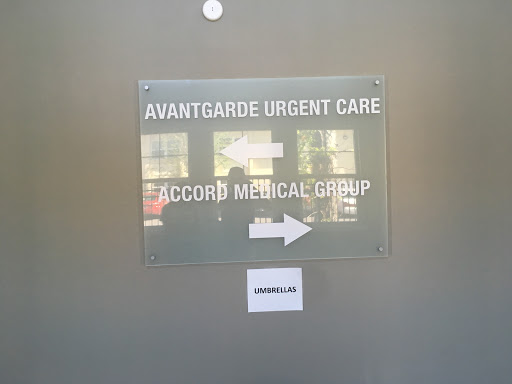 AVANTGARDE URGENT CARE
ACCORD MEDICAL GROUP
UMBRELLAS